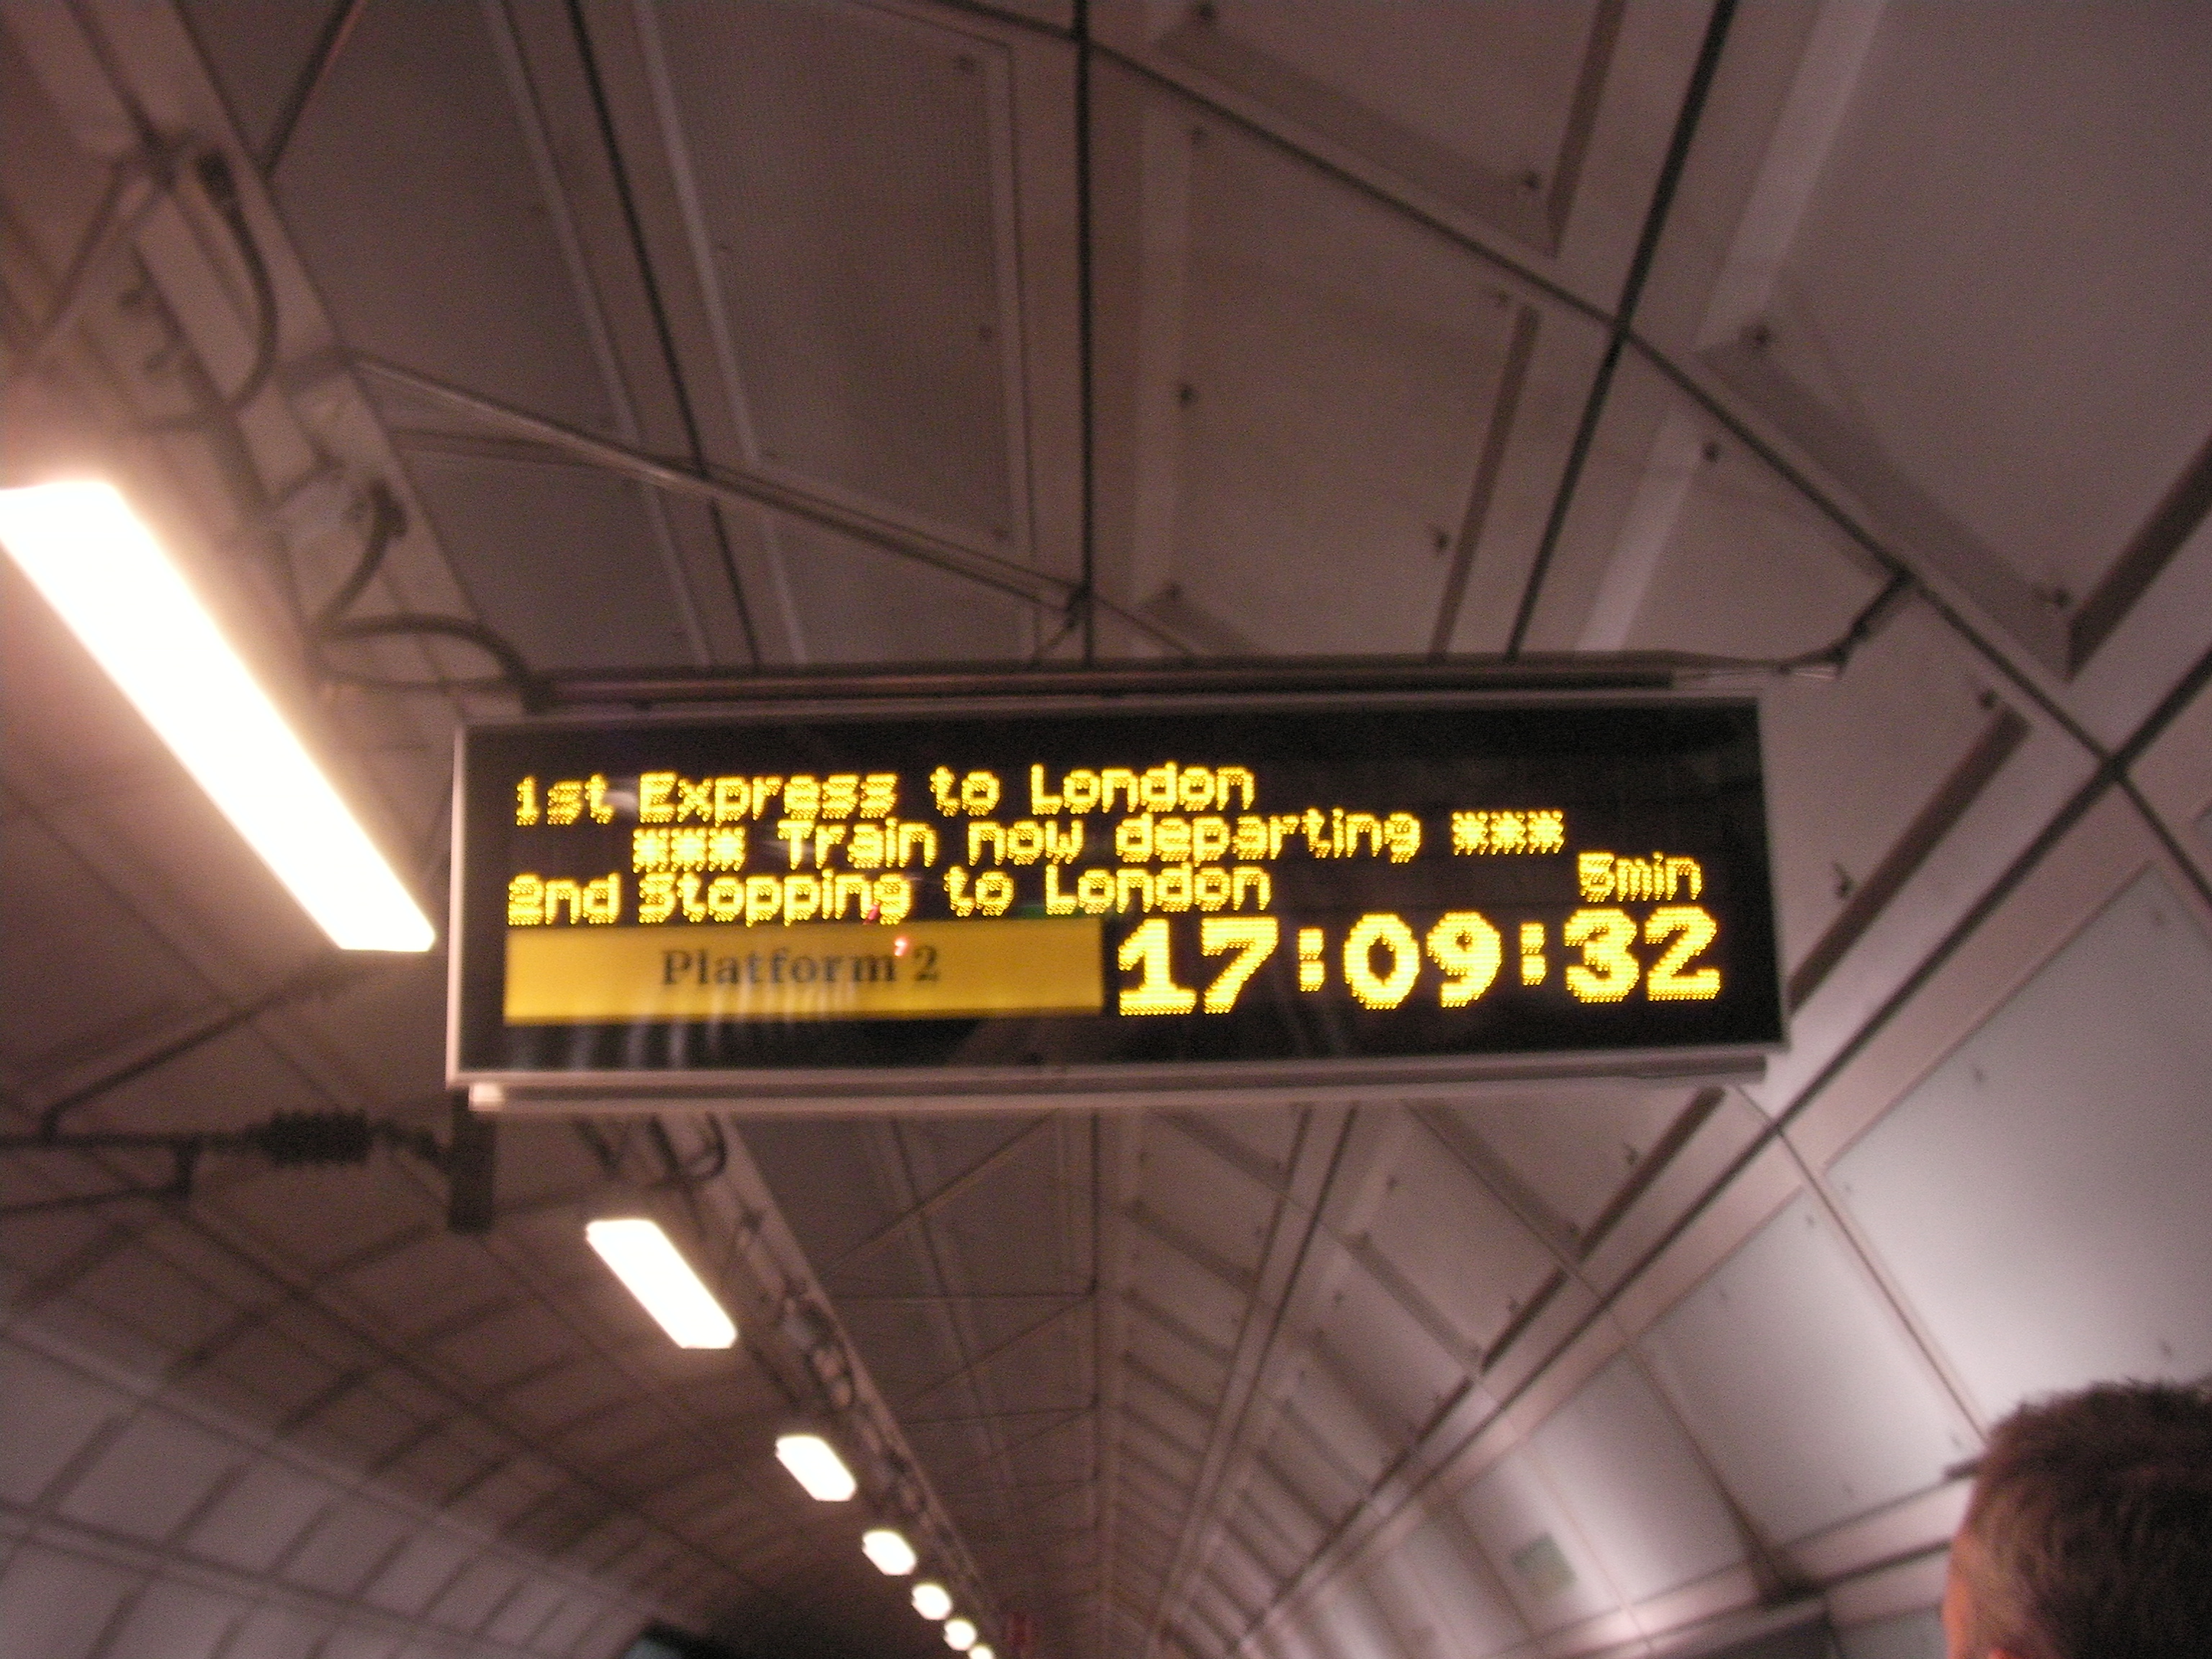 1st Express to London
*** Train now departing ***
2nd Stopping to London 5min
Platform 2 17:09:32